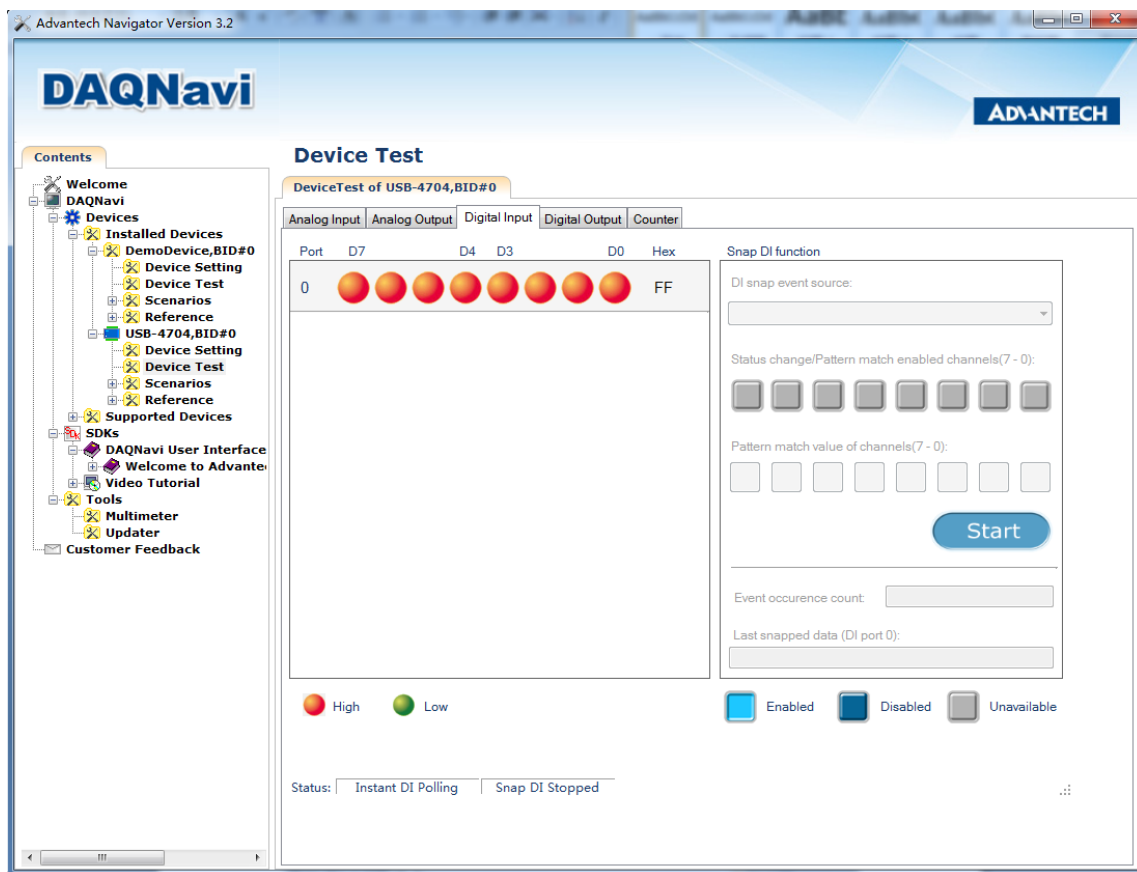 Advantech Navigator Version 3.2
DAQNavi
ADVANTECH
Contents
Welcome
DAQNavi
Devices
Installed Devices
DemoDevice,BID#0
Device Setting
Device Test
Scenarios
Reference
USB-4704,BID#0
Device Setting
Device Test
Scenarios
Reference
Supported Devices
SDKs
DAQNavi User Interface
Welcome to Advante
Video Tutorial
Tools
Multimeter
Updater
Customer Feedback
Device Test
DeviceTest of USB-4704,BID#0
Analog Input Analog Output Digital Input Digital Output Counter
Port D7 D4 D3 D0 Hex
0 FF
High Low
Snap DI function
DI snap event source:
Status change/Pattern match enabled channels(7 - 0):
Pattern match value of channels(7 - 0):
Start
Event occurence count:
Last snapped data (DI port 0):
Enabled Disabled Unavailable
Status: Instant DI Polling Snap DI Stopped